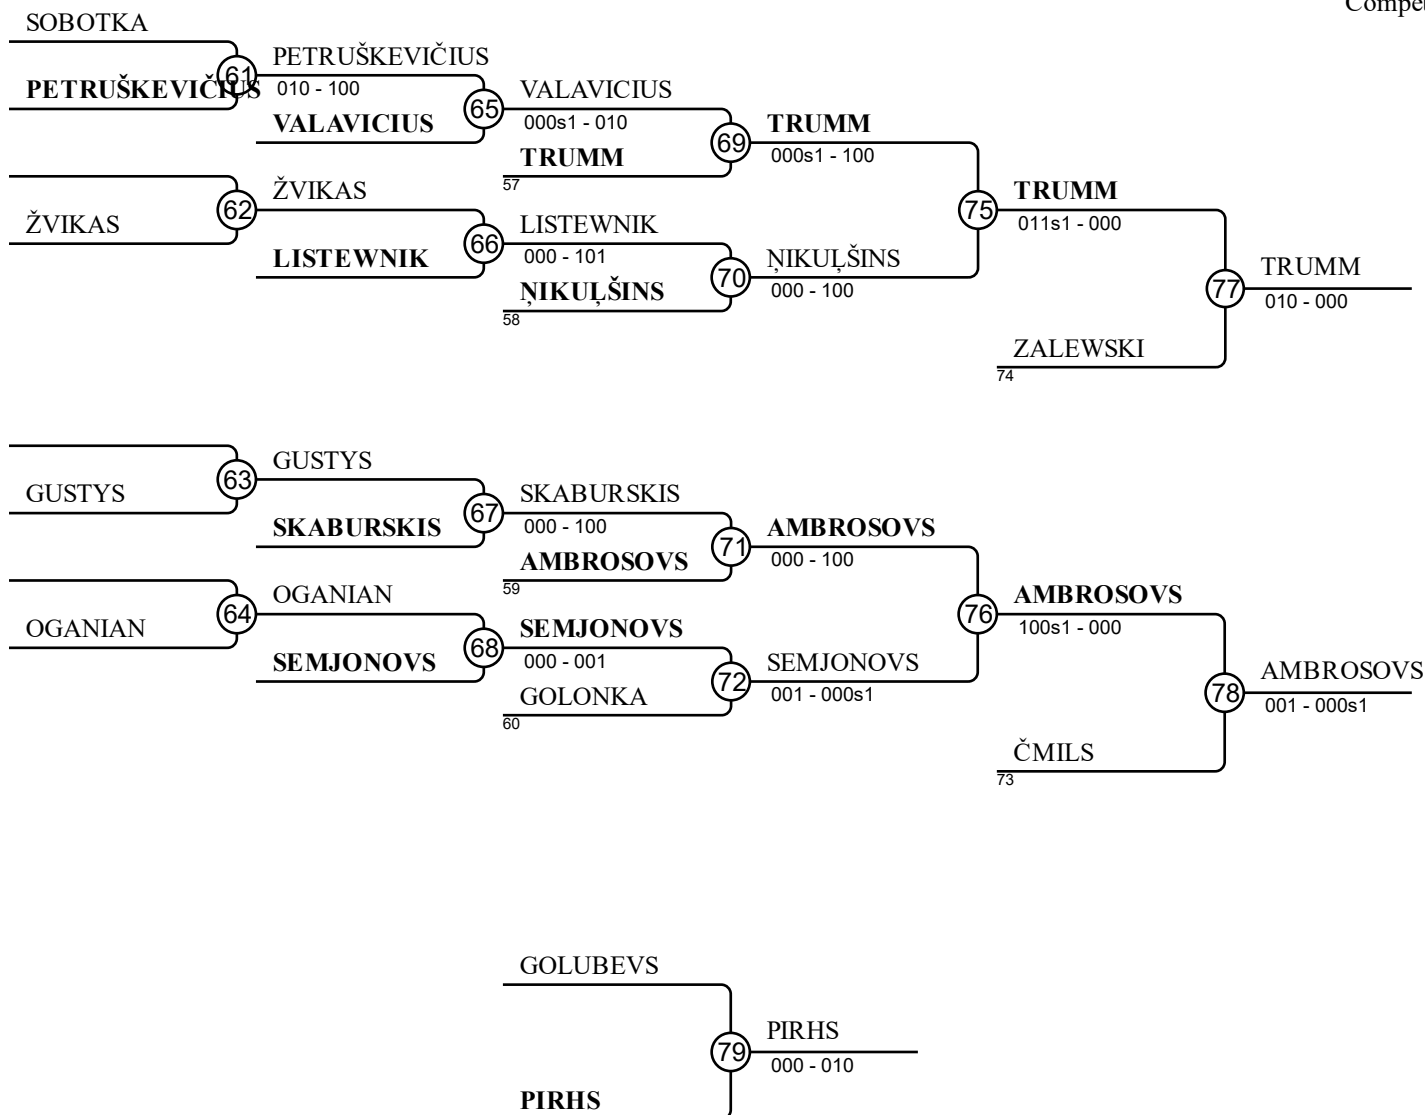 Compe
SOBOTKA
61
PETRUŠKEVIČIUS
PETRUŠKEVIČIUS
010 - 100
65
VALAVICIUS
VALAVICIUS
000s1 - 010
69
TRUMM
57
TRUMM
000s1 - 100
75
TRUMM
011s1 - 000
62
ŽVIKAS
ŽVIKAS
66
LISTEWNIK
LISTEWNIK
000 - 101
70
ŅIKUĻŠINS
58
ŅIKUĻŠINS
000 - 100
77
TRUMM
010 - 000
ZALEWSKI
74
63
GUSTYS
GUSTYS
67
SKABURSKIS
SKABURSKIS
000 - 100
71
AMBROSOVS
59
AMBROSOVS
000 - 100
76
AMBROSOVS
100s1 - 000
64
OGANIAN
OGANIAN
68
SEMJONOVS
SEMJONOVS
000 - 001
72
GOLONKA
60
SEMJONOVS
001 - 000s1
78
AMBROSOVS
001 - 000s1
ČMILS
73
GOLUBEVS
79
PIRHS
000 - 010
PIRHS